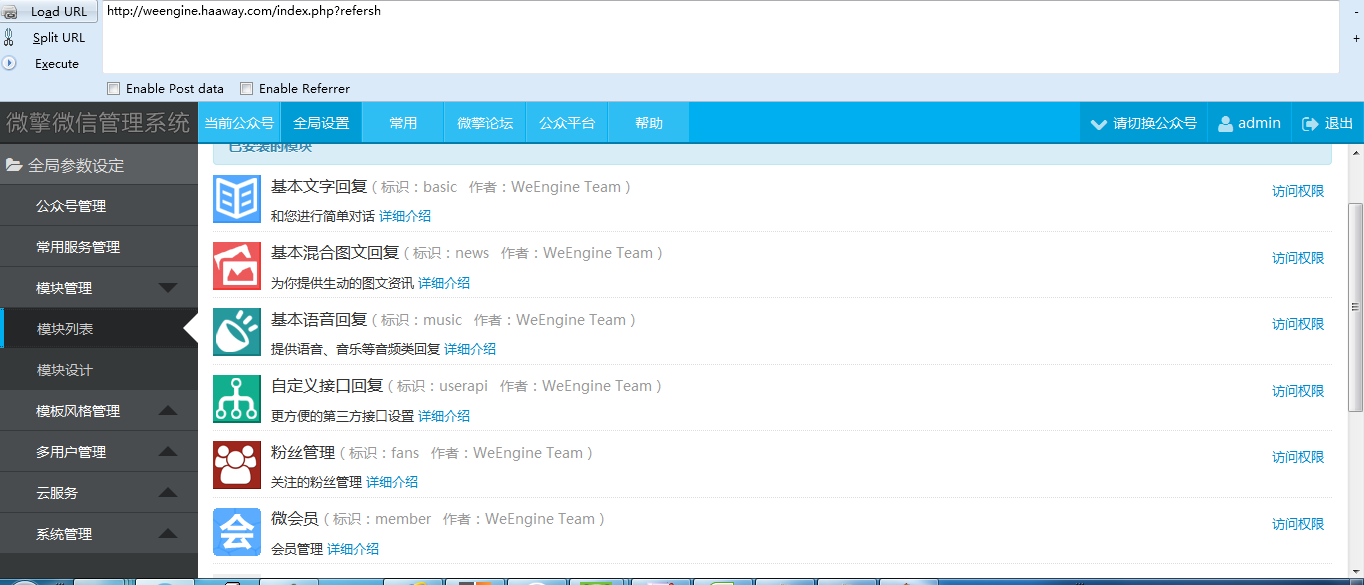 Load URL
http://weengine.haaway.com/index.php?refersh
-
Split URL
+
Execute
Enable Post data Enable Referrer
微擎微信管理系统 当前公众号 全局设置 常用 微擎论坛 公众平台 帮助 请切换公众号 admin 退出
已安装的模块
全局参数设定
公众号管理
常用服务管理
模块管理
模块列表
模块设计
模板风格管理
多用户管理
云服务
系统管理
基本文字回复 ( 标识：basic 作者：WeEngine Team )
访问权限
和您进行简单对话 详细介绍
基本混合图文回复 ( 标识：news 作者：WeEngine Team )
访问权限
为你提供生动的图文资讯 详细介绍
基本语音回复 ( 标识：music 作者：WeEngine Team )
访问权限
提供语音、音乐等音频类回复 详细介绍
自定义接口回复 ( 标识：userapi 作者：WeEngine Team )
访问权限
更方便的第三方接口设置 详细介绍
粉丝管理 ( 标识：fans 作者：WeEngine Team )
访问权限
关注的粉丝管理 详细介绍
会
微会员 ( 标识：member 作者：WeEngine Team )
访问权限
会员管理 详细介绍